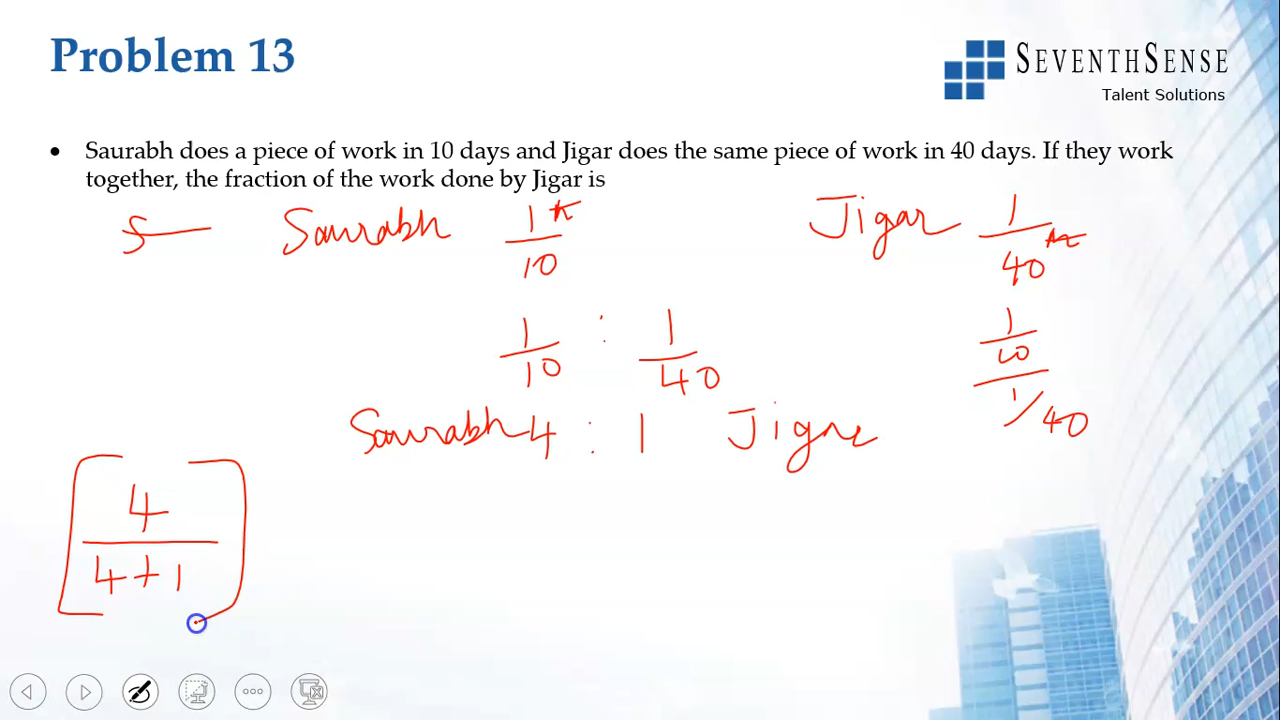 Problem 13
SEVENTHSENSE
Talent Solutions
• Saurabh does a piece of work in 10 days and Jigar does the same piece of work in 40 days. If they work
together, the fraction of the work done by Jigar is
S Saurabh 1/10 Jigar 1/40
1/10 : 1/40
1/10
1/40
Saurabh 4 : 1 Jigar
[4/4+1]